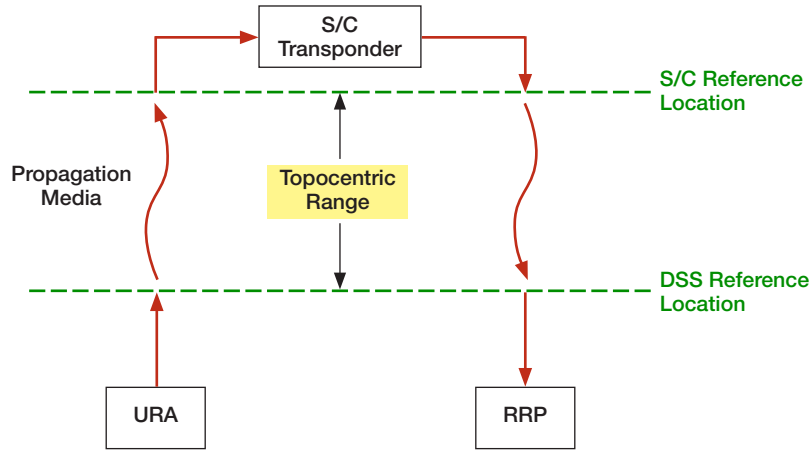 S/C
Transponder
S/C Reference
Location
Propagation
Media
Topocentric
Range
DSS Reference
Location
URA
RRP